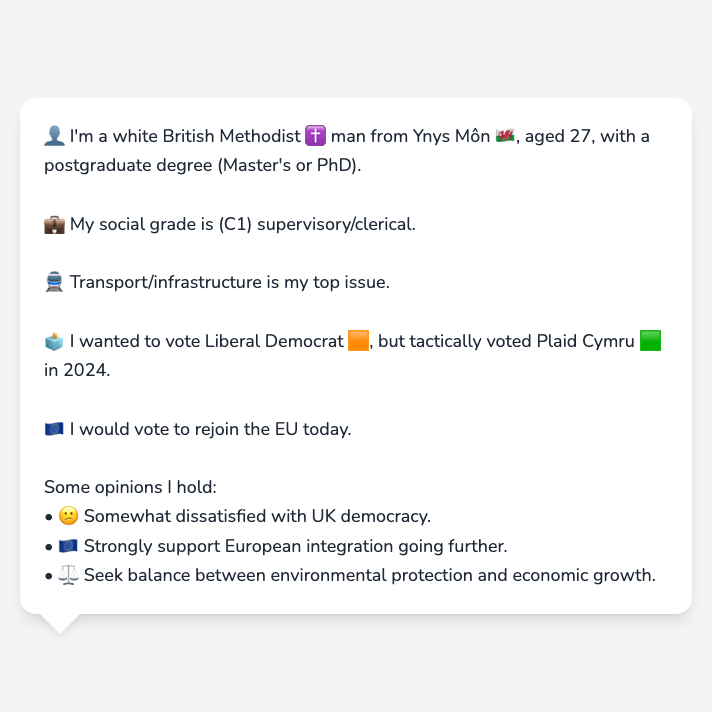 👤 I'm a white British Methodist ✝️ man from Ynys Môn 🏴󠁧󠁢󠁷󠁬󠁳󠁿, aged 27, with a
postgraduate degree (Master's or PhD).
💼 My social grade is (C1) supervisory/clerical.
🚆 Transport/infrastructure is my top issue.
🗳️ I wanted to vote Liberal Democrat 🟧, but tactically voted Plaid Cymru 🟩
in 2024.
🇪🇺 I would vote to rejoin the EU today.
Some opinions I hold:
• 😕 Somewhat dissatisfied with UK democracy.
• 🇪🇺 Strongly support European integration going further.
• ⚖️ Seek balance between environmental protection and economic growth.